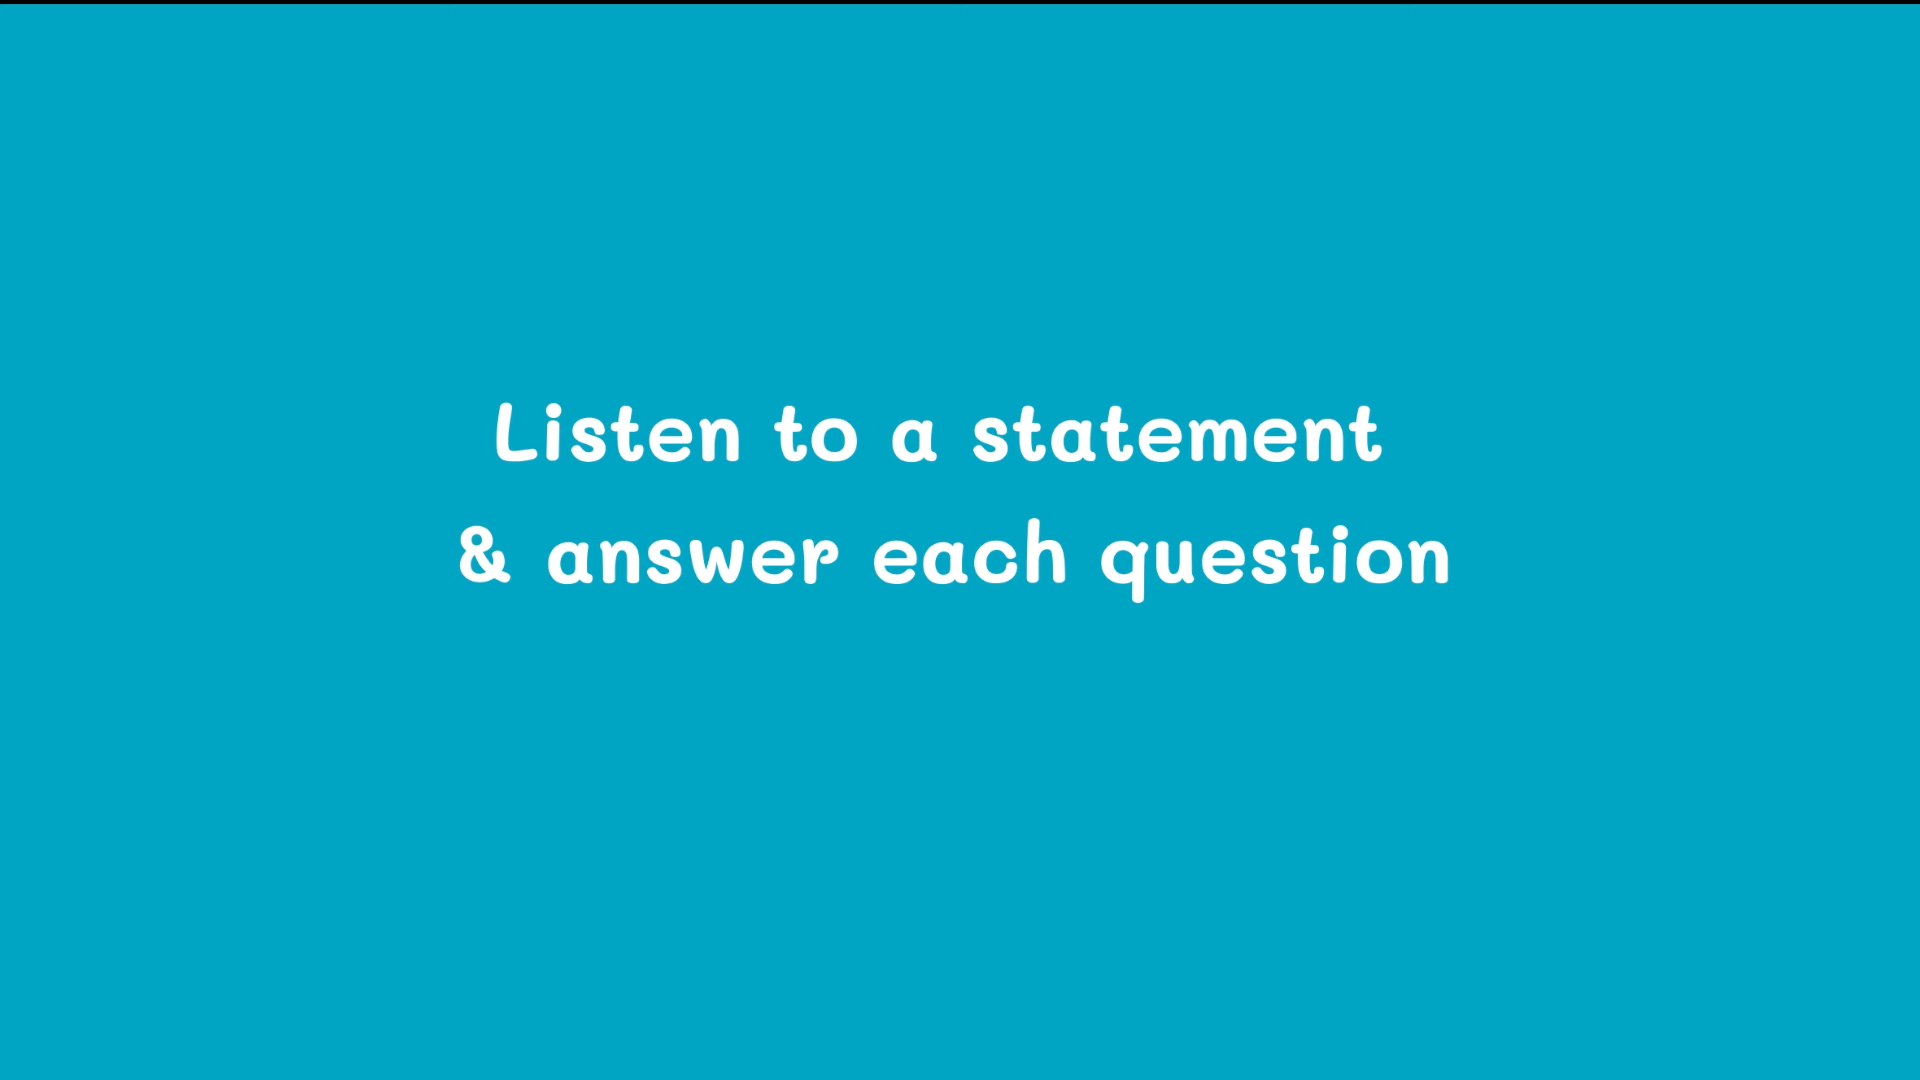 Listen to a statement
& answer each question